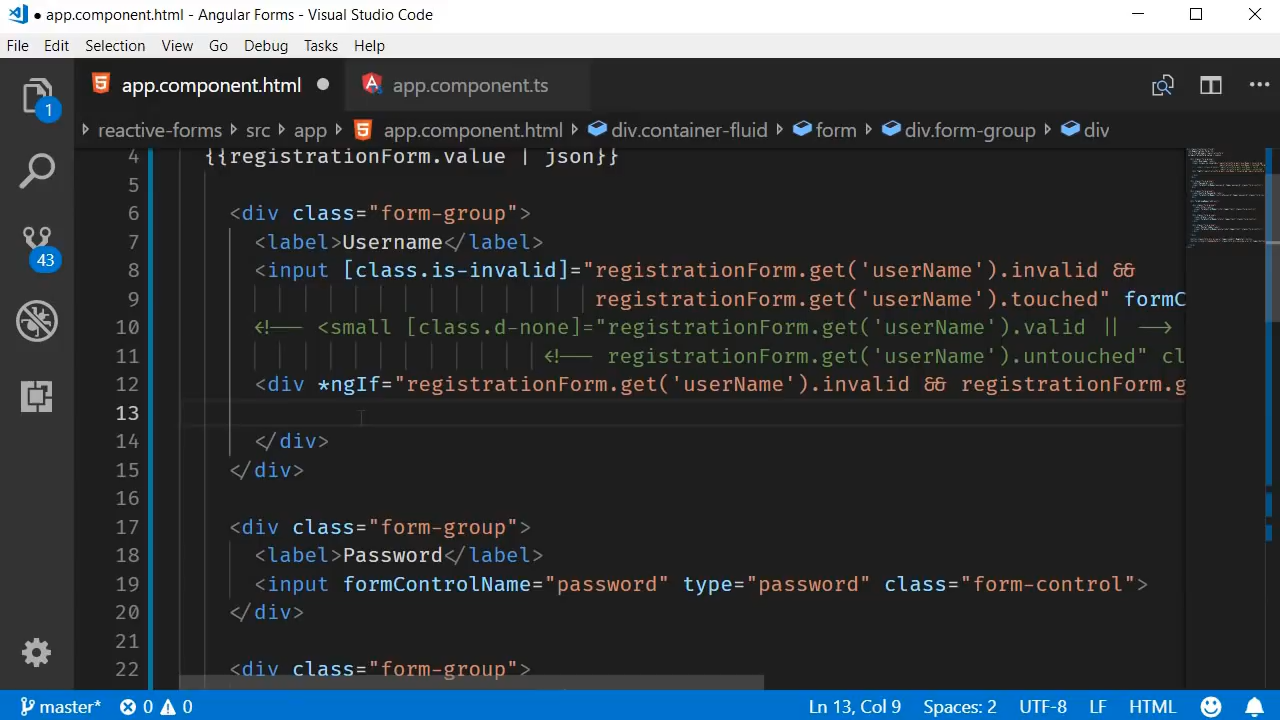 app.component.html - Angular Forms - Visual Studio Code
File Edit Selection View Go Debug Tasks Help
app.component.html app.component.ts
1
reactive-forms src app app.component.html div.container-fluid form div.form-group div
4 {{registrationForm.value | json}}
5
6 <div class="form-group">
7 <label>Username</label>
8 <input [class.is-invalid]="registrationForm.get('userName').invalid &&
9 registrationForm.get('userName').touched" formC
10 <!-- <small [class.d-none]="registrationForm.get('userName').valid || -->
11 <!-- registrationForm.get('userName').untouched" cl
12 <div *ngIf="registrationForm.get('userName').invalid && registrationForm.g
13
14 </div>
15 </div>
16
17 <div class="form-group">
18 <label>Password</label>
19 <input formControlName="password" type="password" class="form-control">
20 </div>
21
22 <div class="form-group">
43
master* 0 0 Ln 13, Col 9 Spaces: 2 UTF-8 LF HTML